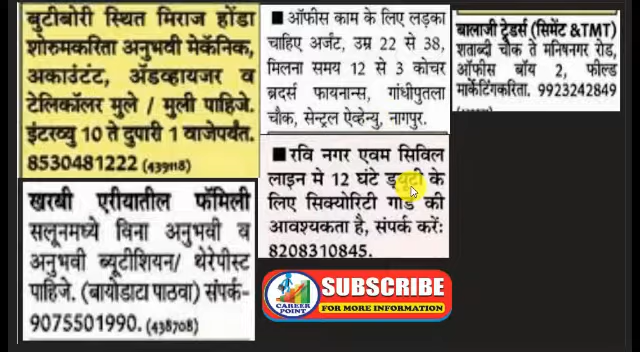 बुटीबोरी स्थित मिराज होंडा
शोरुमकरिता अनुभवी मेकॅनिक,
अकाउंटंट, ॲडव्हायजर व
टेलिकॉलर मुले / मुली पाहिजे.
इंटरव्यु 10 ते दुपारी 1 वाजेपर्यंत.
8530481222 (439118)
खरबी एरीयातील फॅमिली
सलूनमध्ये बिना अनुभवी व
अनुभवी ब्यूटीशियन/ थेरेपीस्ट
पाहिजे. (बायोडाटा पाठवा) संपर्क-
9075501990. (438708)
■ ऑफीस काम के लिए लड़का
चाहिए अर्जंट, उम्र 22 से 38,
मिलना समय 12 से 3 कोचर
ब्रदर्स फायनान्स, गांधीपुतला
चौक, सेन्ट्रल ऐव्हेन्यु, नागपुर.
■ रवि नगर एवम सिविल
लाइन मे 12 घंटे ड्यूटी के
लिए सिक्योरिटी गार्ड की
आवश्यकता है, संपर्क करें:
8208310845.
बालाजी ट्रेडर्स (सिमेंट &TMT)
शताब्दी चौक ते मनिषनगर रोड,
ऑफीस बॉय 2, फील्ड
मार्केटिंगकरिता. 9923242849
CAREER
POINT
SUBSCRIBE
FOR MORE INFORMATION